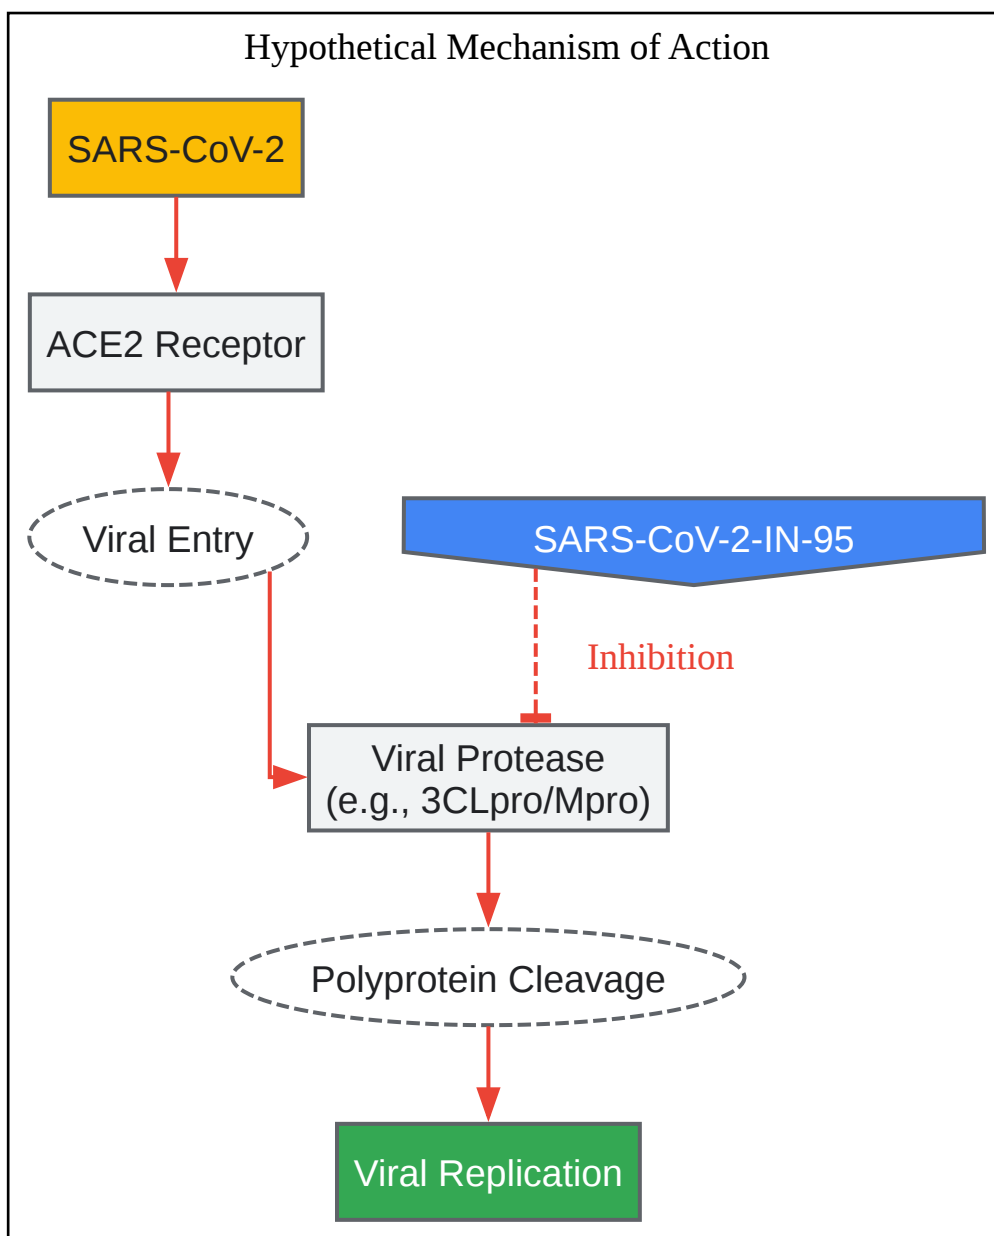 Hypothetical Mechanism of Action
SARS-CoV-2
ACE2 Receptor
Viral Entry
SARS-CoV-2-IN-95
Inhibition
Viral Protease
(e.g., 3CLpro/Mpro)
Polyprotein Cleavage
Viral Replication